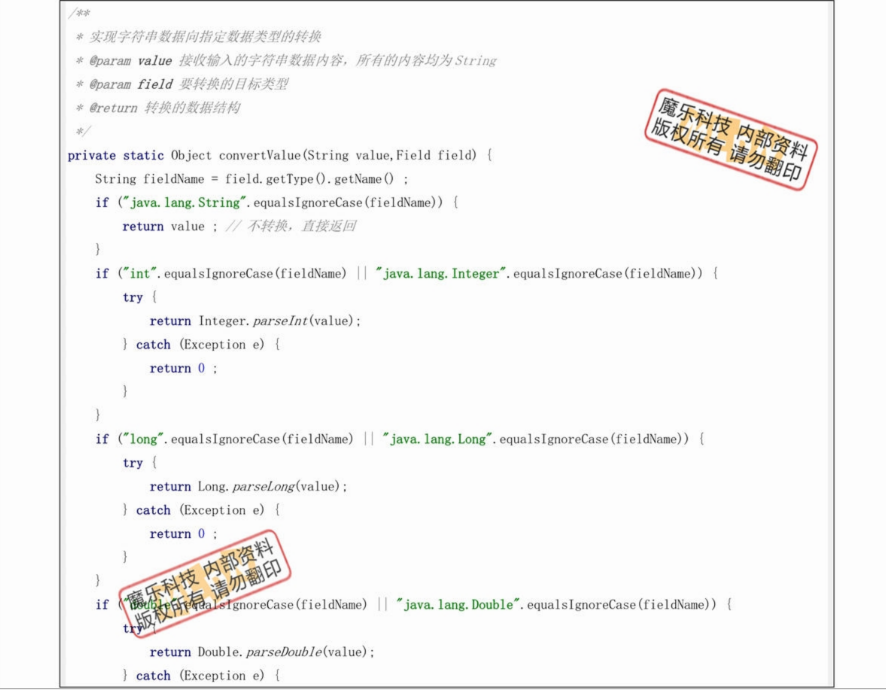 /**
 * 实现字符串数据向指定数据类型的转换
 * @param value 接收输入的字符串数据内容，所有的内容均为 String
 * @param field 要转换的目标类型
 * @return 转换的数据结构
 */
private static Object convertValue(String value,Field field) {
    String fieldName = field.getType().getName() ;
    if ("java.lang.String".equalsIgnoreCase(fieldName)) {
        return value ; // 不转换，直接返回
    }
    if ("int".equalsIgnoreCase(fieldName) || "java.lang.Integer".equalsIgnoreCase(fieldName)) {
        try {
            return Integer.parseInt(value);
        } catch (Exception e) {
            return 0 ;
        }
    }
    if ("long".equalsIgnoreCase(fieldName) || "java.lang.Long".equalsIgnoreCase(fieldName)) {
        try {
            return Long.parseLong(value);
        } catch (Exception e) {
            return 0 ;
        }
    }
    if ("double".equalsIgnoreCase(fieldName) || "java.lang.Double".equalsIgnoreCase(fieldName)) {
        try {
            return Double.parseDouble(value);
        } catch (Exception e) {
魔乐科技 内部资料
版权所有 请勿翻印
魔乐科技 内部资料
版权所有 请勿翻印